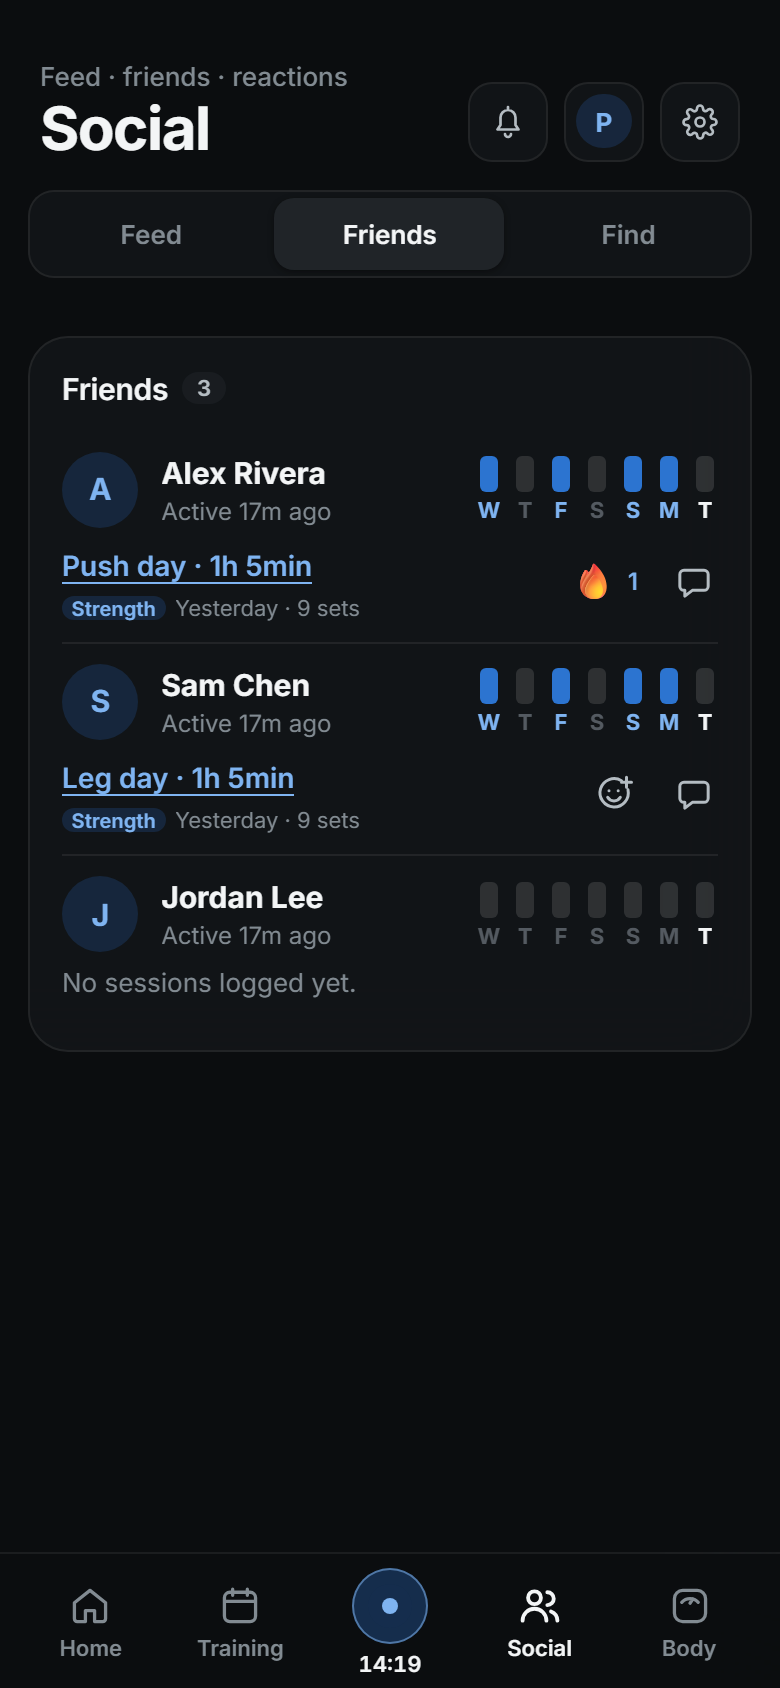 Feed · friends · reactions
Social
P
Feed Friends Find
Friends 3
A
Alex Rivera
Active 17m ago
W T F S S M T
Push day · 1h 5min
1
Strength Yesterday · 9 sets
S
Sam Chen
Active 17m ago
W T F S S M T
Leg day · 1h 5min
Strength Yesterday · 9 sets
J
Jordan Lee
Active 17m ago
W T F S S M T
No sessions logged yet.
Home Training 14:19 Social Body